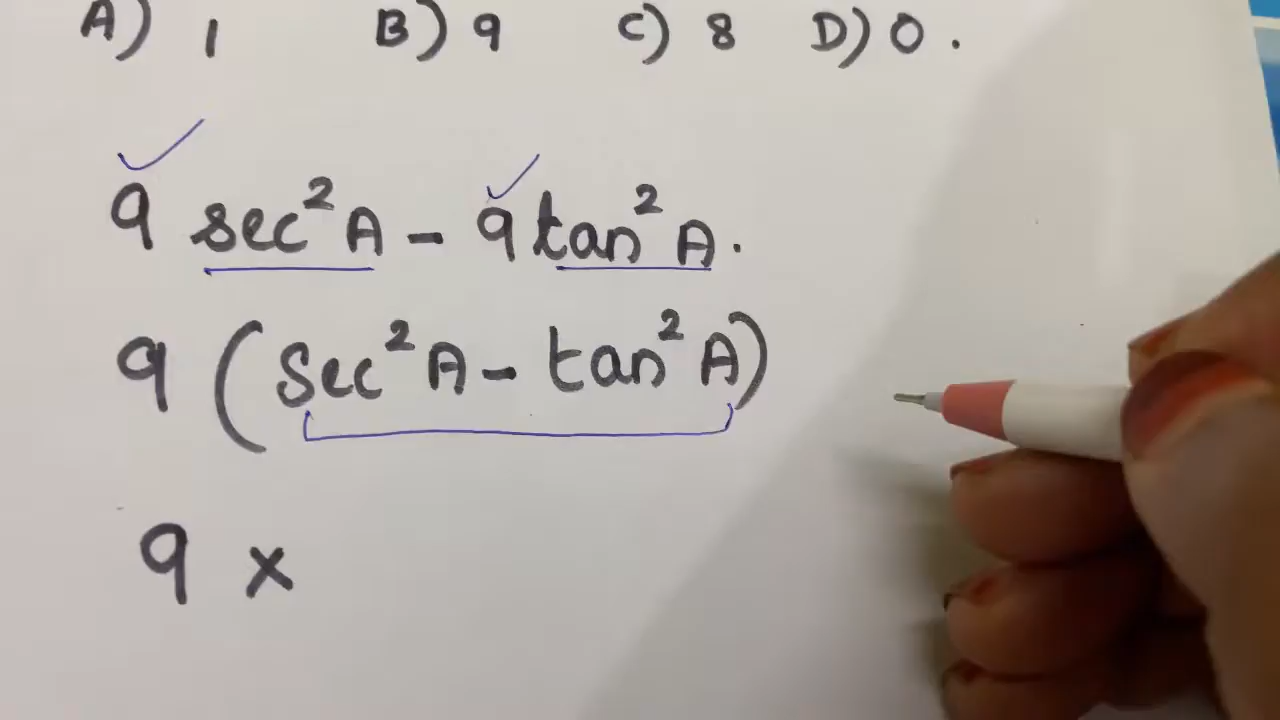 A) 1 B) 9 C) 8 D) 0.
9 sec²A - 9 tan²A.
9 (sec²A - tan²A)
9 ×